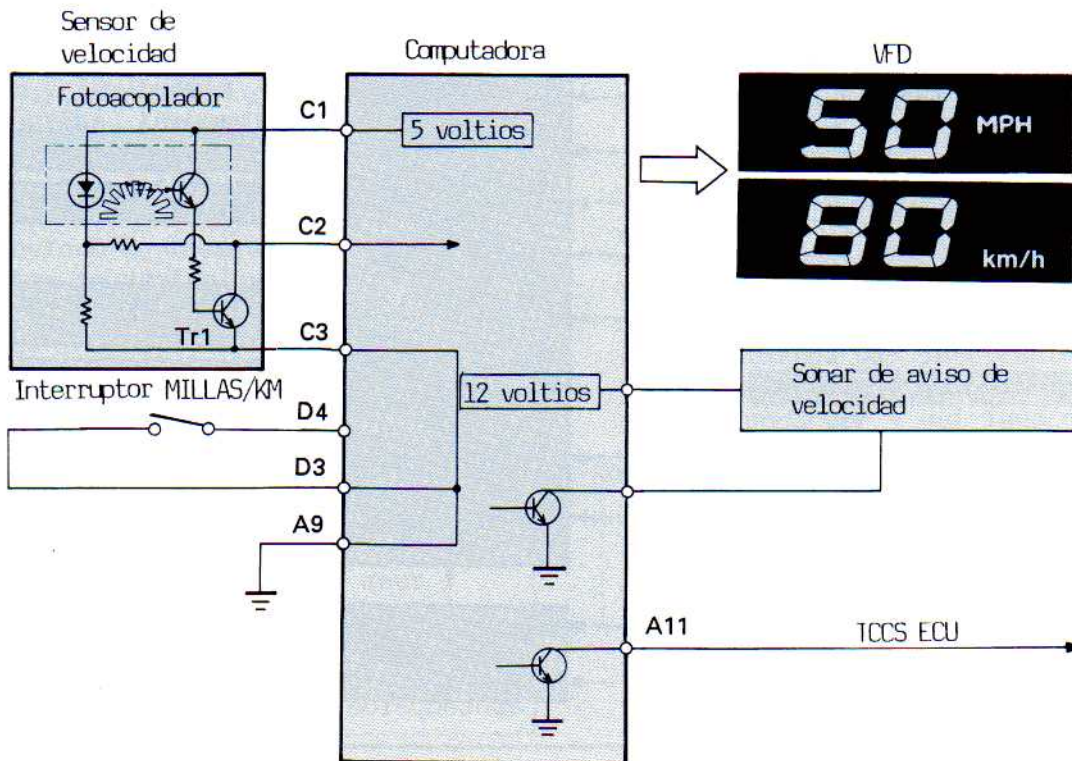 Sensor de
velocidad
Computadora
VFD
Fotoacoplador
C1
5 voltios
50 MPH
80 km/h
C2
Tr1
C3
Interruptor MILLAS/KM
12 voltios
Sonar de aviso de
velocidad
D4
D3
A9
A11
TCCS ECU